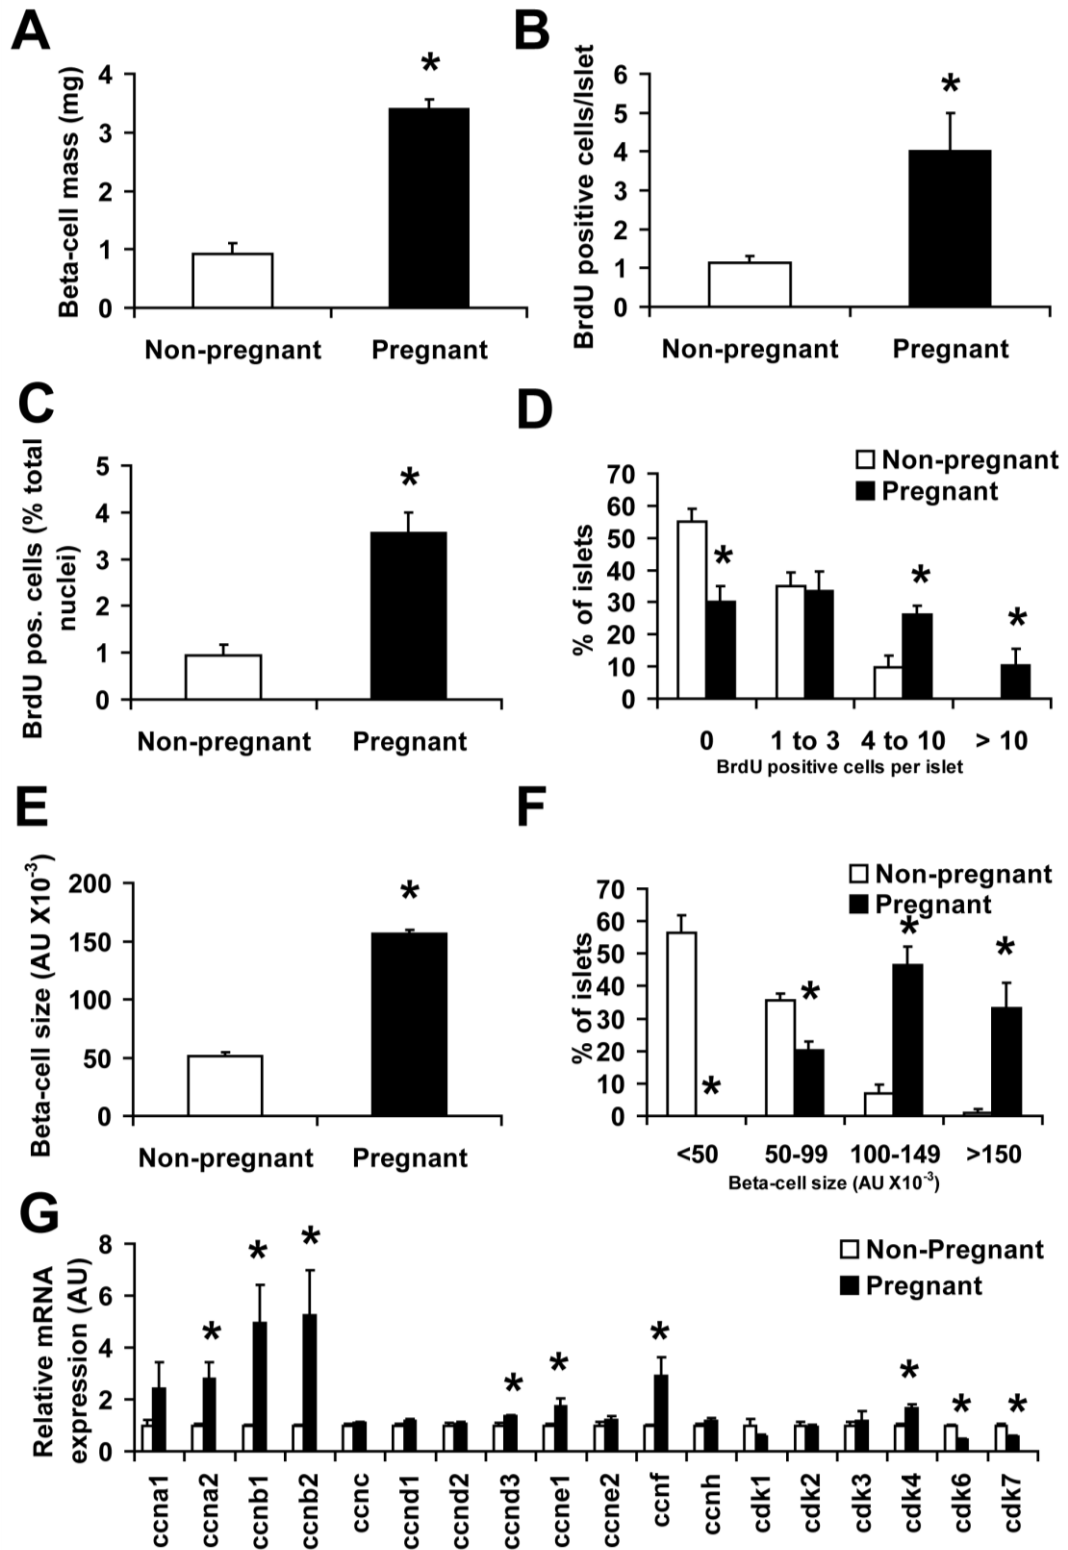 A
Beta-cell mass (mg)
4
3
2
1
0
*
Non-pregnant Pregnant
B
BrdU positive cells/Islet
6
5
4
3
2
1
0
*
Non-pregnant Pregnant
C
BrdU pos. cells (% total
nuclei)
5
4
3
2
1
0
*
Non-pregnant Pregnant
D
Non-pregnant
Pregnant
% of islets
70
60
50
40
30
20
10
0
* * *
0 1 to 3 4 to 10 > 10
BrdU positive cells per islet
E
Beta-cell size (AU X10-3)
200
150
100
50
0
*
Non-pregnant Pregnant
F
Non-pregnant
Pregnant
% of islets
70
60
50
40
30
20
10
0
* * * *
<50 50-99 100-149 >150
Beta-cell size (AU X10-3)
G
Non-Pregnant
Pregnant
Relative mRNA
expression (AU)
8
6
4
2
0
* * * * * * * * *
ccna1 ccna2 ccnb1 ccnb2 ccnc ccnd1 ccnd2 ccnd3 ccne1 ccne2 ccnf ccnh cdk1 cdk2 cdk3 cdk4 cdk6 cdk7